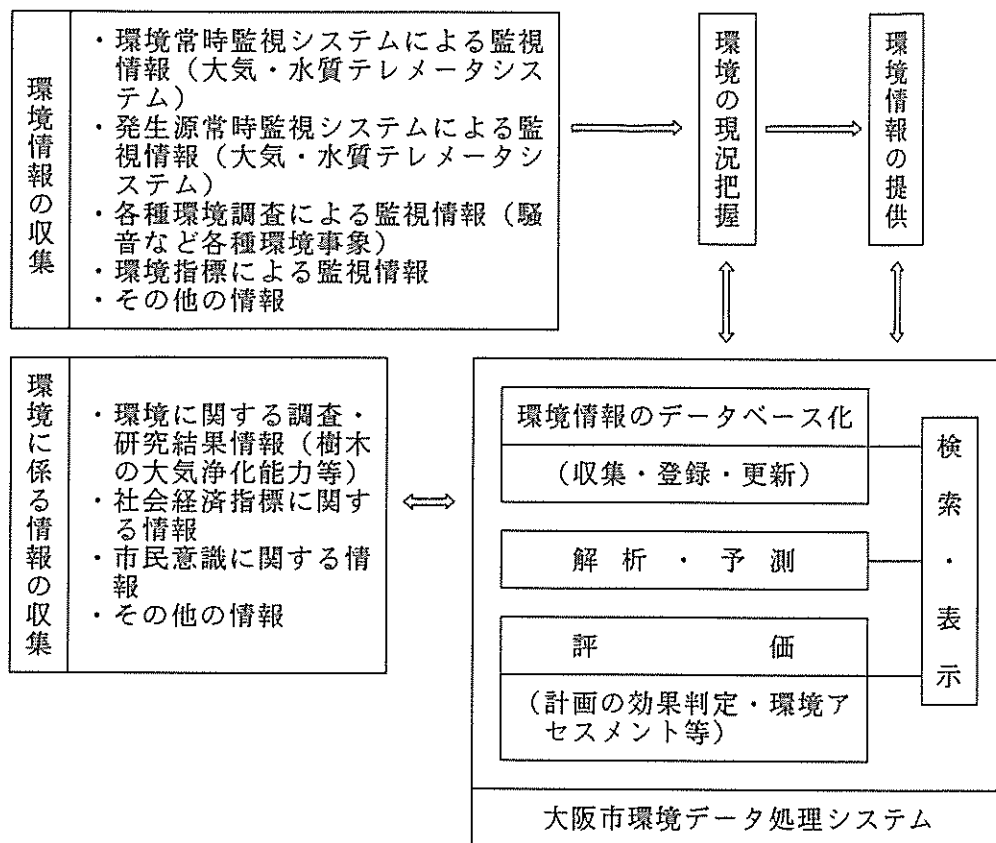 環境情報の収集
・環境常時監視システムによる監視
情報（大気・水質テレメータシス
テム）
・発生源常時監視システムによる監
視情報（大気・水質テレメータシ
ステム）
・各種環境調査による監視情報（騒
音など各種環境事象）
・環境指標による監視情報
・その他の情報
環境の現況把握
環境情報の提供
環境に係る情報の収集
・環境に関する調査・
研究結果情報（樹木
の大気浄化能力等）
・社会経済指標に関す
る情報
・市民意識に関する情
報
・その他の情報
環境情報のデータベース化
（収集・登録・更新）
解析・予測
評価
（計画の効果判定・環境ア
セスメント等）
検索・表示
大阪市環境データ処理システム